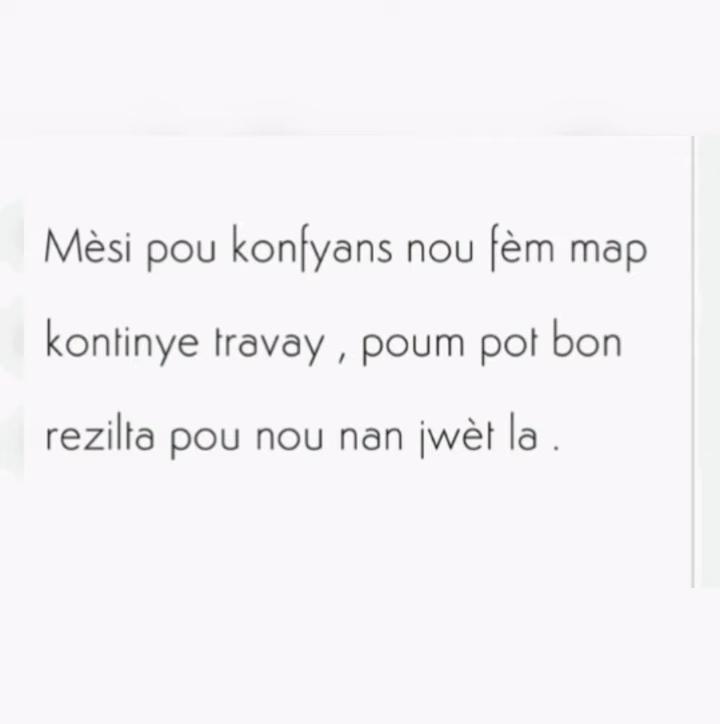 Mèsi pou konfyans nou fèm map
kontinye travay , poum pot bon
rezilta pou nou nan jwèt la .